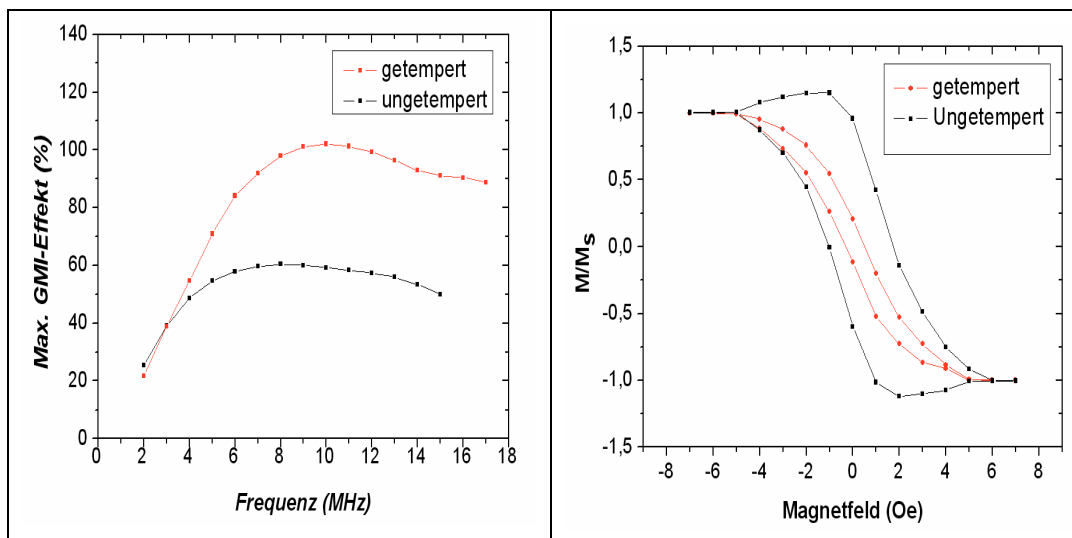 140
120
100
80
60
40
20
0
Max. GMI-Effekt (%)
getempert
ungetempert
0 2 4 6 8 10 12 14 16 18
Frequenz (MHz)
1,5
1,0
0,5
0,0
-0,5
-1,0
-1,5
M/Ms
getempert
Ungetempert
-8 -6 -4 -2 0 2 4 6 8
Magnetfeld (Oe)